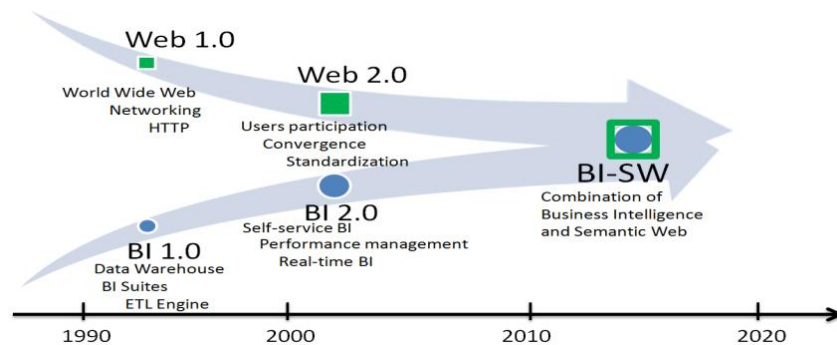 Web 1.0
World Wide Web
Networking
HTTP
Web 2.0
Users participation
Convergence
Standardization
BI 1.0
Data Warehouse
BI Suites
ETL Engine
BI 2.0
Self-service BI
Performance management
Real-time BI
BI-SW
Combination of
Business Intelligence
and Semantic Web
1990
2000
2010
2020